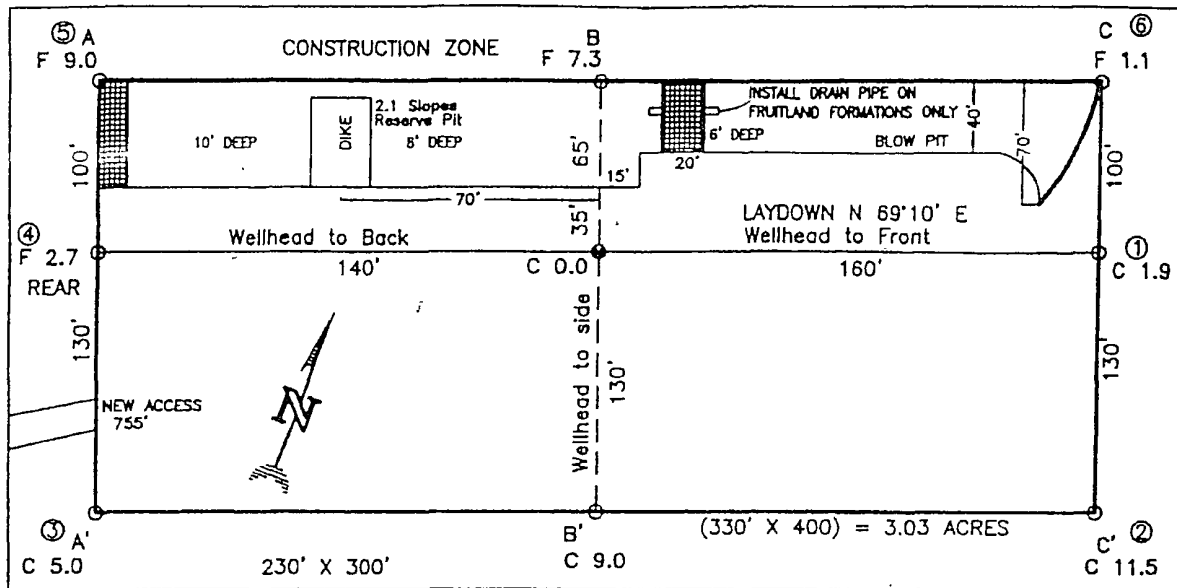 ⑤ A
F 9.0
CONSTRUCTION ZONE
B
F 7.3
C ⑥
F 1.1
INSTALL DRAIN PIPE ON
FRUITLAND FORMATIONS ONLY
2.1 Slopes
Reserve Pit
10' DEEP
DIKE
8' DEEP
6' DEEP
BLOW PIT
40'
70'
100'
65'
100'
20'
15'
70'
35'
LAYDOWN N 69°10' E
④
F 2.7
REAR
Wellhead to Back
140'
C 0.0
Wellhead to Front
160'
①
C 1.9
130'
Wellhead to side
130'
130'
NEW ACCESS
755'
N
③ A'
C 5.0
230' X 300'
B'
C 9.0
(330' X 400) = 3.03 ACRES
C' ②
C 11.5